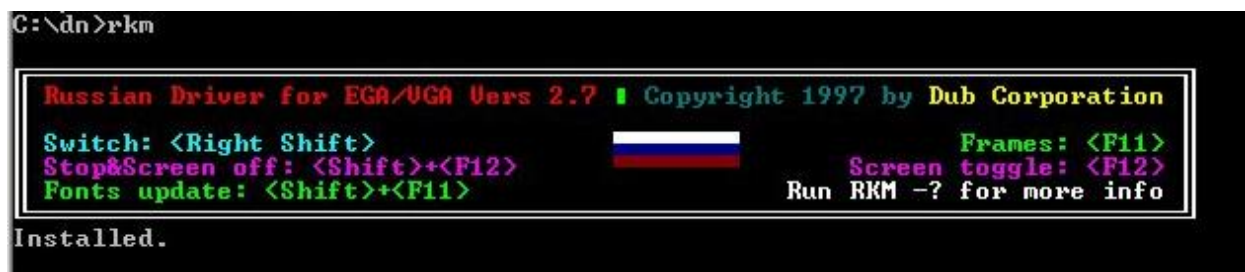 C:\dn>rkm
Russian Driver for EGA/VGA Vers 2.7 Copyright 1997 by Dub Corporation
Switch: <Right Shift> Frames: <F11>
Stop&Screen off: <Shift>+<F12> Screen toggle: <F12>
Fonts update: <Shift>+<F11> Run RKM -? for more info
Installed.